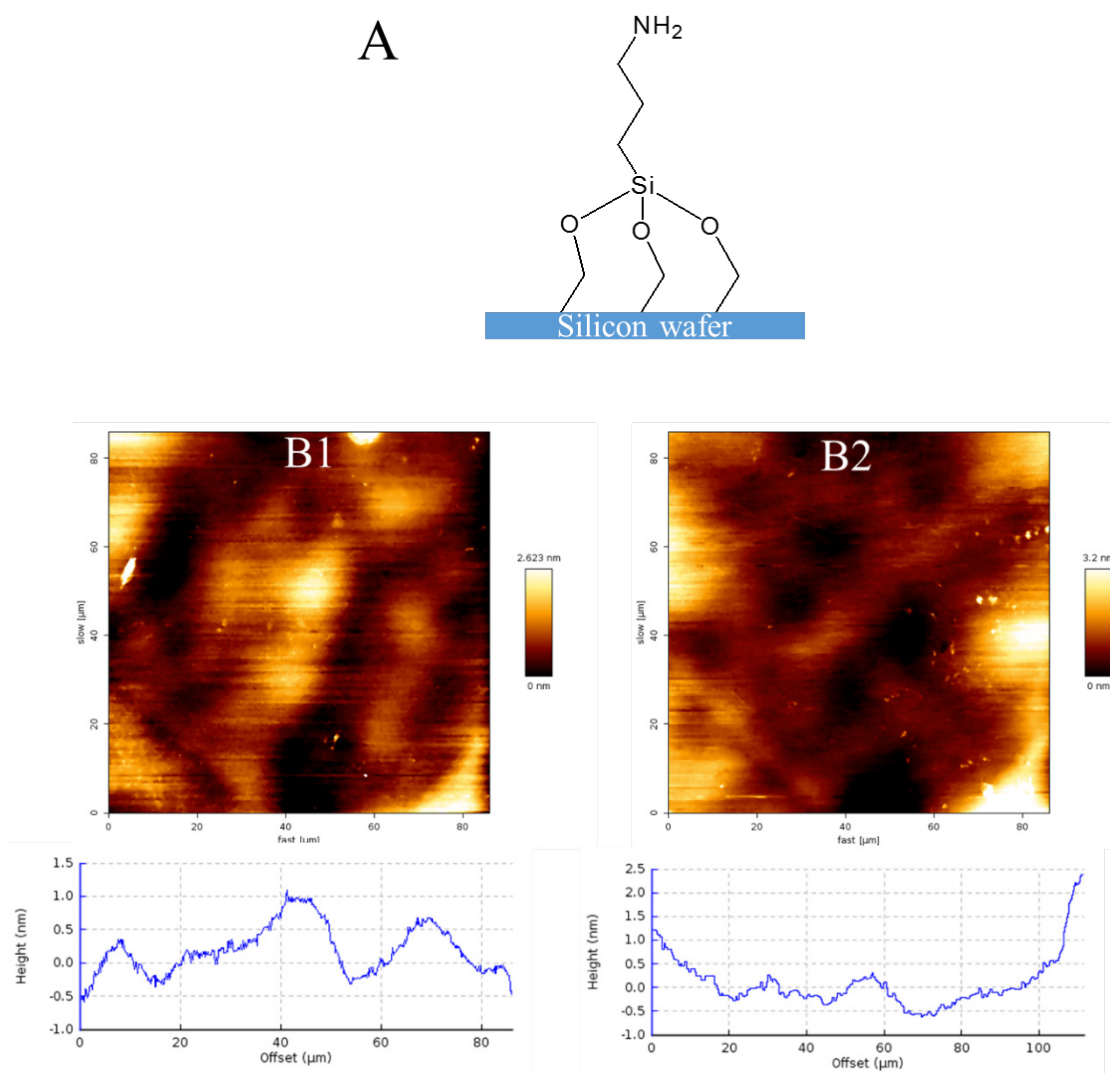 A
NH2
Si
O
O
O
Silicon wafer
B1
80
60
40
20
0
slow [µm]
0 20 40 60 80
fast [µm]
2.623 nm
0 nm
B2
80
60
40
20
0
slow [µm]
0 20 40 60 80
fast [µm]
3.2 nm
0 nm
1.5
1.0
0.5
0.0
-0.5
-1.0
Height (nm)
0 20 40 60 80
Offset (µm)
2.5
2.0
1.5
1.0
0.5
0.0
-0.5
-1.0
Height (nm)
0 20 40 60 80 100
Offset (µm)